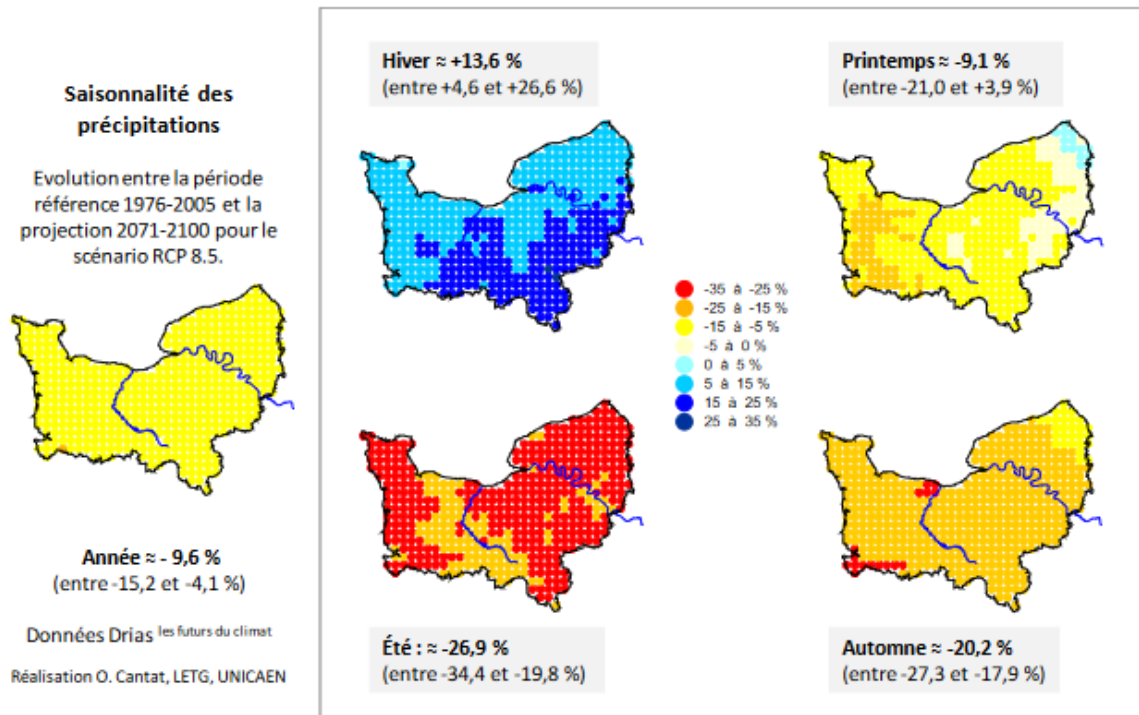 Saisonnalité des
précipitations
Evolution entre la période
référence 1976-2005 et la
projection 2071-2100 pour le
scénario RCP 8.5.
Année ≈ - 9,6 %
(entre -15,2 et -4,1 %)
Données Drias les futurs du climat
Réalisation O. Cantat, LETG, UNICAEN
Hiver ≈ +13,6 %
(entre +4,6 et +26,6 %)
Printemps ≈ -9,1 %
(entre -21,0 et +3,9 %)
-35 à -25 %
-25 à -15 %
-15 à -5 %
-5 à 0 %
0 à 5 %
5 à 15 %
15 à 25 %
25 à 35 %
Été : ≈ -26,9 %
(entre -34,4 et -19,8 %)
Automne ≈ -20,2 %
(entre -27,3 et -17,9 %)